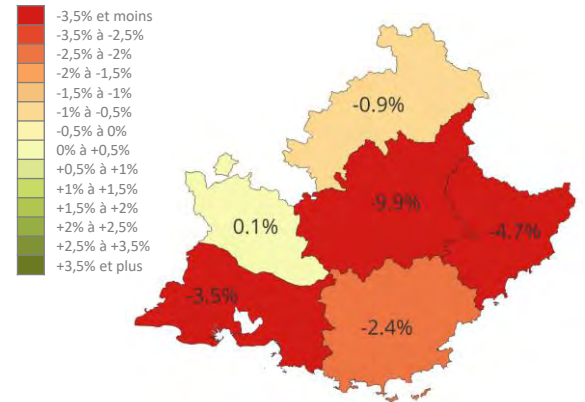 -3,5% et moins
-3,5% à -2,5%
-2,5% à -2%
-2% à -1,5%
-1,5% à -1%
-1% à -0,5%
-0,5% à 0%
0% à +0,5%
+0,5% à +1%
+1% à +1,5%
+1,5% à +2%
+2% à +2,5%
+2,5% à +3,5%
+3,5% et plus
-0.9%
-9.9%
0.1%
-4.7%
-3.5%
-2.4%